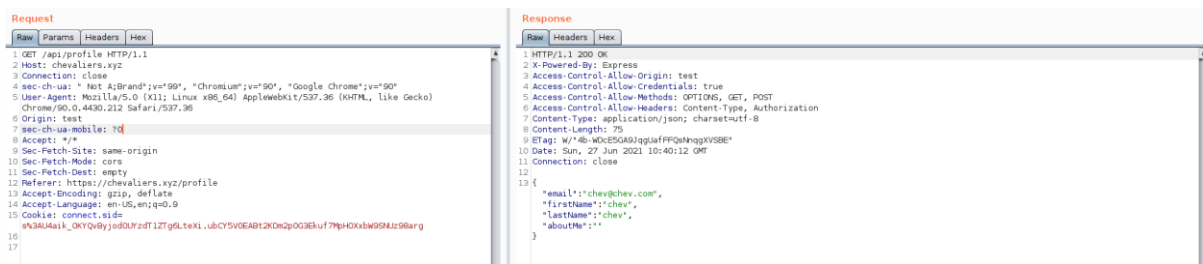 Request
Raw Params Headers Hex
1 GET /api/profile HTTP/1.1
2 Host: chevaliers.xyz
3 Connection: close
4 sec-ch-ua: " Not A;Brand";v="99", "Chromium";v="90", "Google Chrome";v="90"
5 User-Agent: Mozilla/5.0 (X11; Linux x86_64) AppleWebKit/537.36 (KHTML, like Gecko)
Chrome/90.0.4430.212 Safari/537.36
6 Origin: test
7 sec-ch-ua-mobile: ?0
8 Accept: */*
9 Sec-Fetch-Site: same-origin
10 Sec-Fetch-Mode: cors
11 Sec-Fetch-Dest: empty
12 Referer: https://chevaliers.xyz/profile
13 Accept-Encoding: gzip, deflate
14 Accept-Language: en-US,en;q=0.9
15 Cookie: connect.sid=
16
17
Response
Raw Headers Hex
1 HTTP/1.1 200 OK
2 X-Powered-By: Express
3 Access-Control-Allow-Origin: test
4 Access-Control-Allow-Credentials: true
5 Access-Control-Allow-Methods: OPTIONS, GET, POST
6 Access-Control-Allow-Headers: Content-Type, Authorization
7 Content-Type: application/json; charset=utf-8
8 Content-Length: 75
9 ETag:
10 Date: Sun, 27 Jun 2021 10:40:12 GMT
11 Connection: close
12
13 {
"email":"chev@chev.com",
"firstName":"chev",
"lastName":"chev",
"aboutMe":""
}